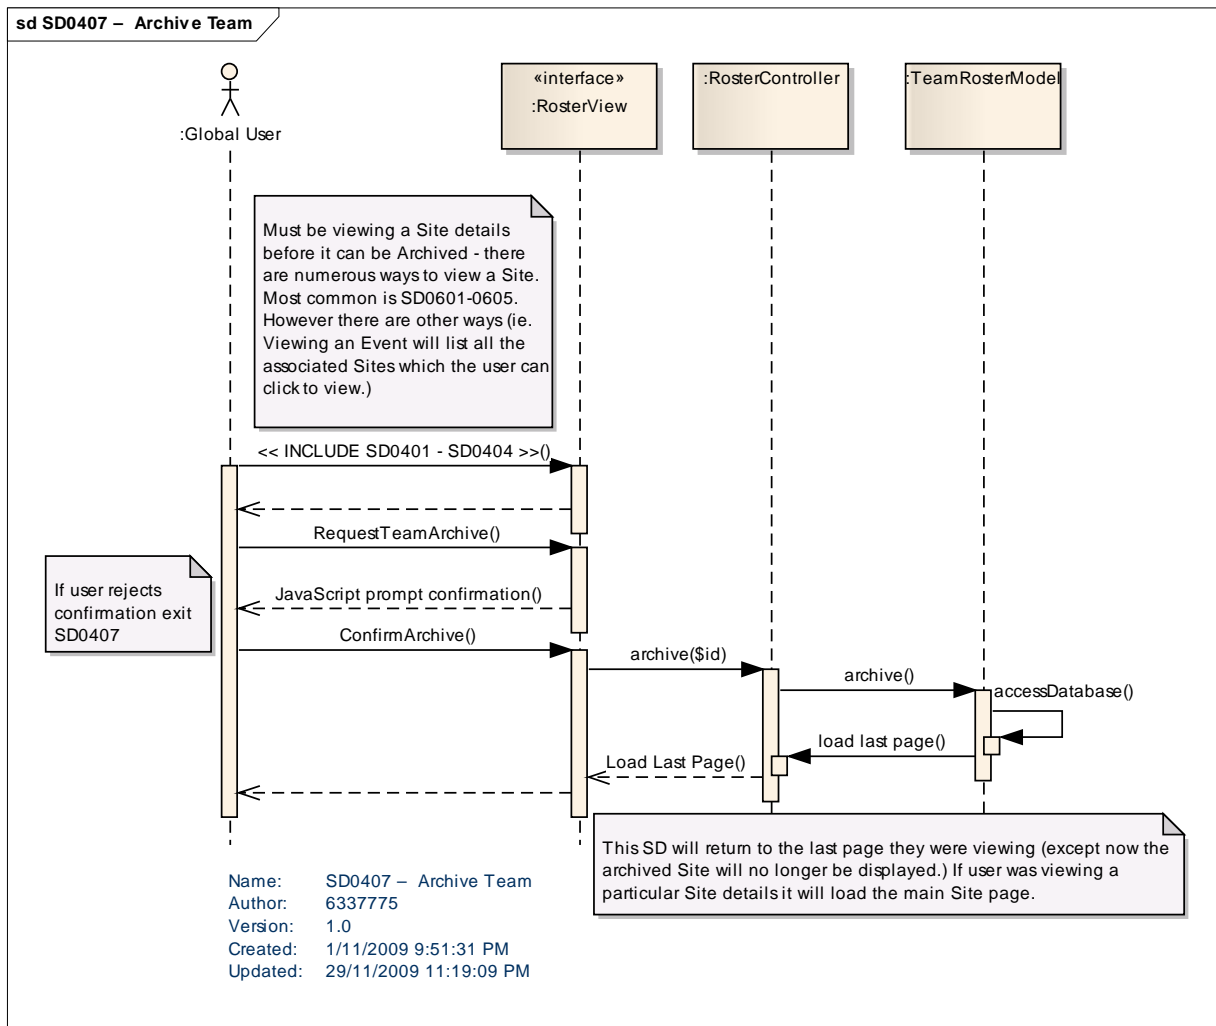 sd SD0407 – Archive Team
:Global User
«interface»
:RosterView
:RosterController
:TeamRosterModel
Must be viewing a Site details
before it can be Archived - there
are numerous ways to view a Site.
Most common is SD0601-0605.
However there are other ways (ie.
Viewing an Event will list all the
associated Sites which the user can
click to view.)
<< INCLUDE SD0401 - SD0404 >>()
RequestTeamArchive()
If user rejects
confirmation exit
SD0407
JavaScript prompt confirmation()
ConfirmArchive()
archive($id)
archive()
accessDatabase()
load last page()
Load Last Page()
This SD will return to the last page they were viewing (except now the
archived Site will no longer be displayed.) If user was viewing a
particular Site details it will load the main Site page.
Name: SD0407 – Archive Team
Author: 6337775
Version: 1.0
Created: 1/11/2009 9:51:31 PM
Updated: 29/11/2009 11:19:09 PM